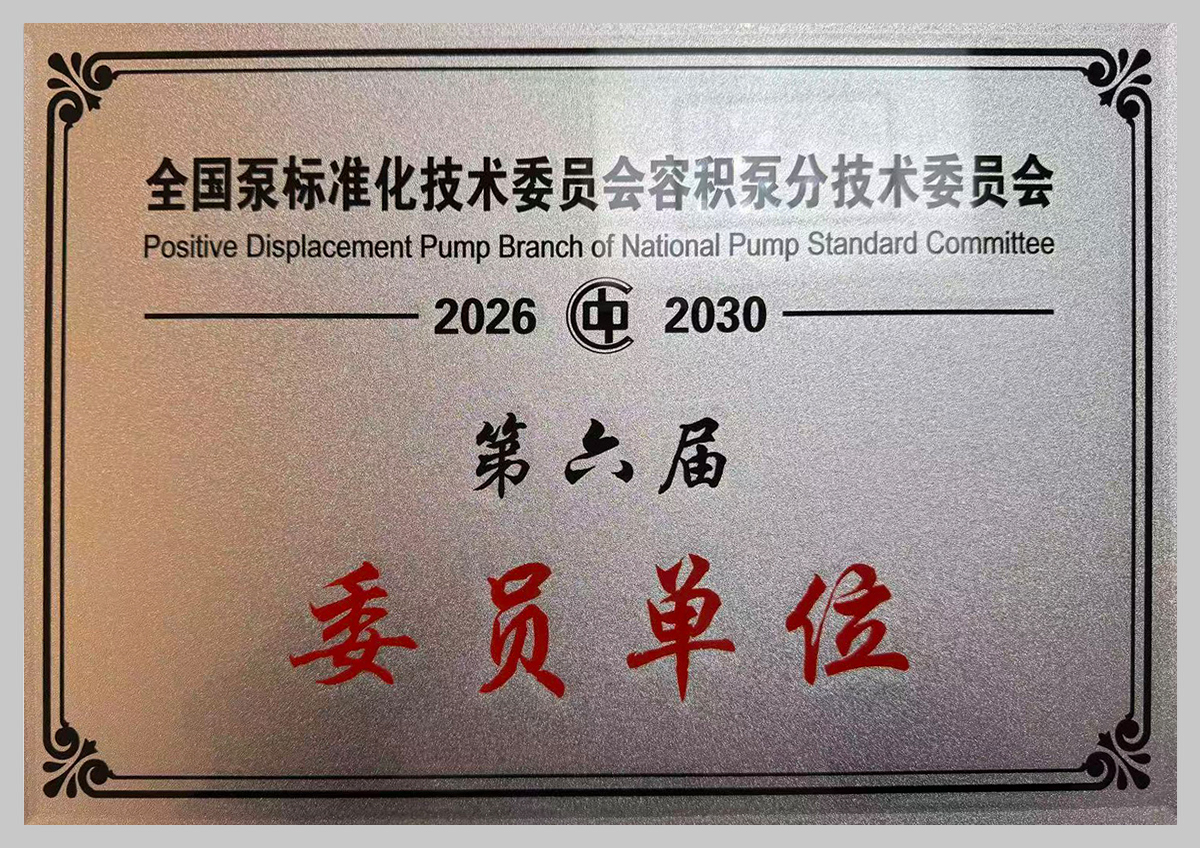 全国泵标准化技术委员会容积泵分技术委员会
Positive Displacement Pump Branch of National Pump Standard Committee
2026 2030
第六届
委员单位